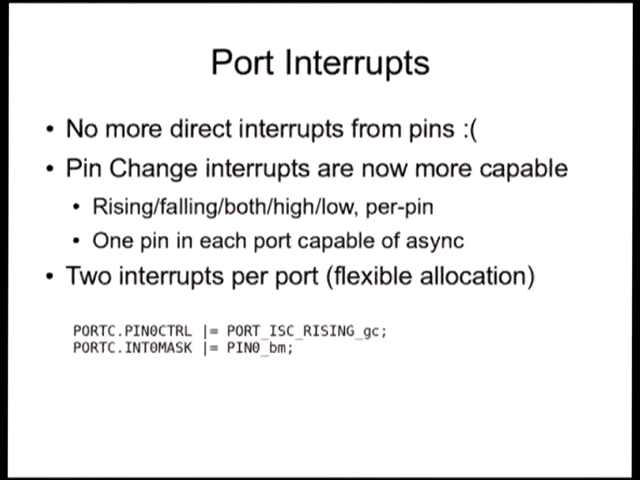 Port Interrupts
• No more direct interrupts from pins :(
• Pin Change interrupts are now more capable
• Rising/falling/both/high/low, per-pin
• One pin in each port capable of async
• Two interrupts per port (flexible allocation)
PORTC.PIN0CTRL |= PORT_ISC_RISING_gc;
PORTC.INT0MASK |= PIN0_bm;